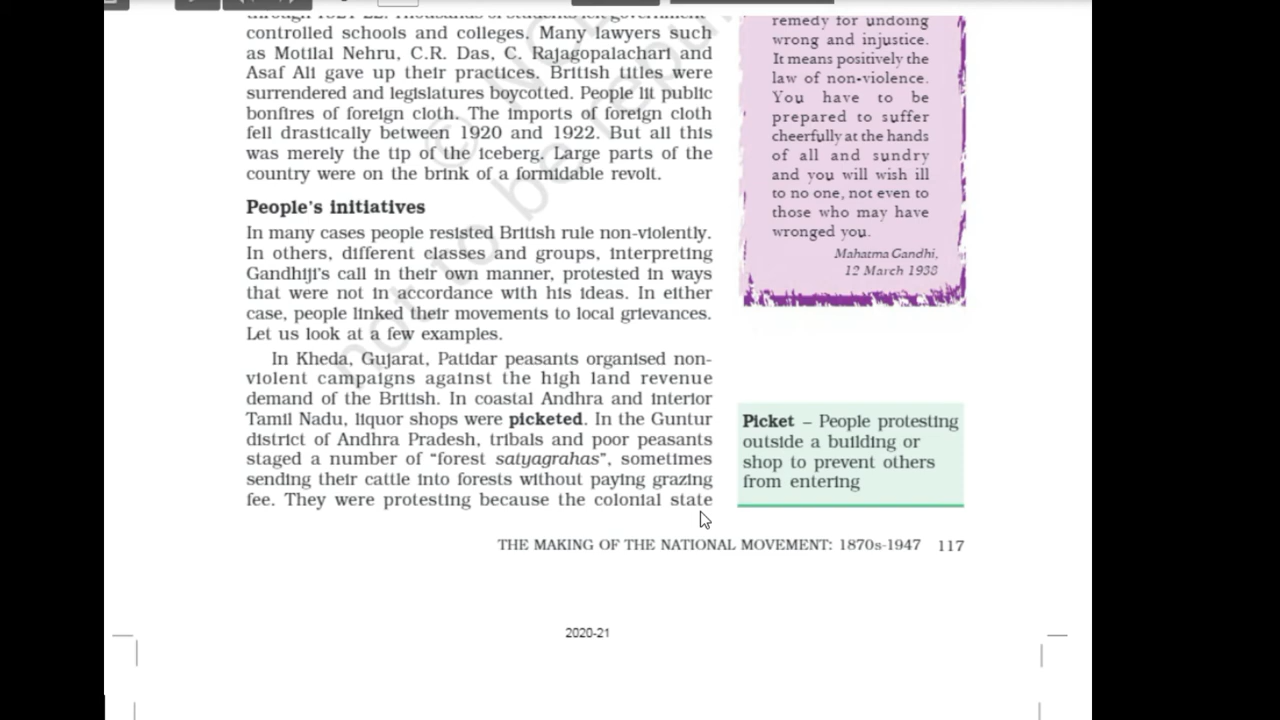 through 1921-22. Thousands of students left government-
controlled schools and colleges. Many lawyers such
as Motilal Nehru, C.R. Das, C. Rajagopalachari and
Asaf Ali gave up their practices. British titles were
surrendered and legislatures boycotted. People lit public
bonfires of foreign cloth. The imports of foreign cloth
fell drastically between 1920 and 1922. But all this
was merely the tip of the iceberg. Large parts of the
country were on the brink of a formidable revolt.
People's initiatives
In many cases people resisted British rule non-violently.
In others, different classes and groups, interpreting
Gandhiji's call in their own manner, protested in ways
that were not in accordance with his ideas. In either
case, people linked their movements to local grievances.
Let us look at a few examples.
In Kheda, Gujarat, Patidar peasants organised non-
violent campaigns against the high land revenue
demand of the British. In coastal Andhra and interior
Tamil Nadu, liquor shops were picketed. In the Guntur
district of Andhra Pradesh, tribals and poor peasants
staged a number of "forest satyagrahas", sometimes
sending their cattle into forests without paying grazing
fee. They were protesting because the colonial state
remedy for undoing
wrong and injustice.
It means positively the
law of non-violence.
You have to be
prepared to suffer
cheerfully at the hands
of all and sundry
and you will wish ill
to no one, not even to
those who may have
wronged you.
Mahatma Gandhi,
12 March 1938
Picket – People protesting
outside a building or
shop to prevent others
from entering
THE MAKING OF THE NATIONAL MOVEMENT: 1870s-1947 117
2020-21
not to be repu